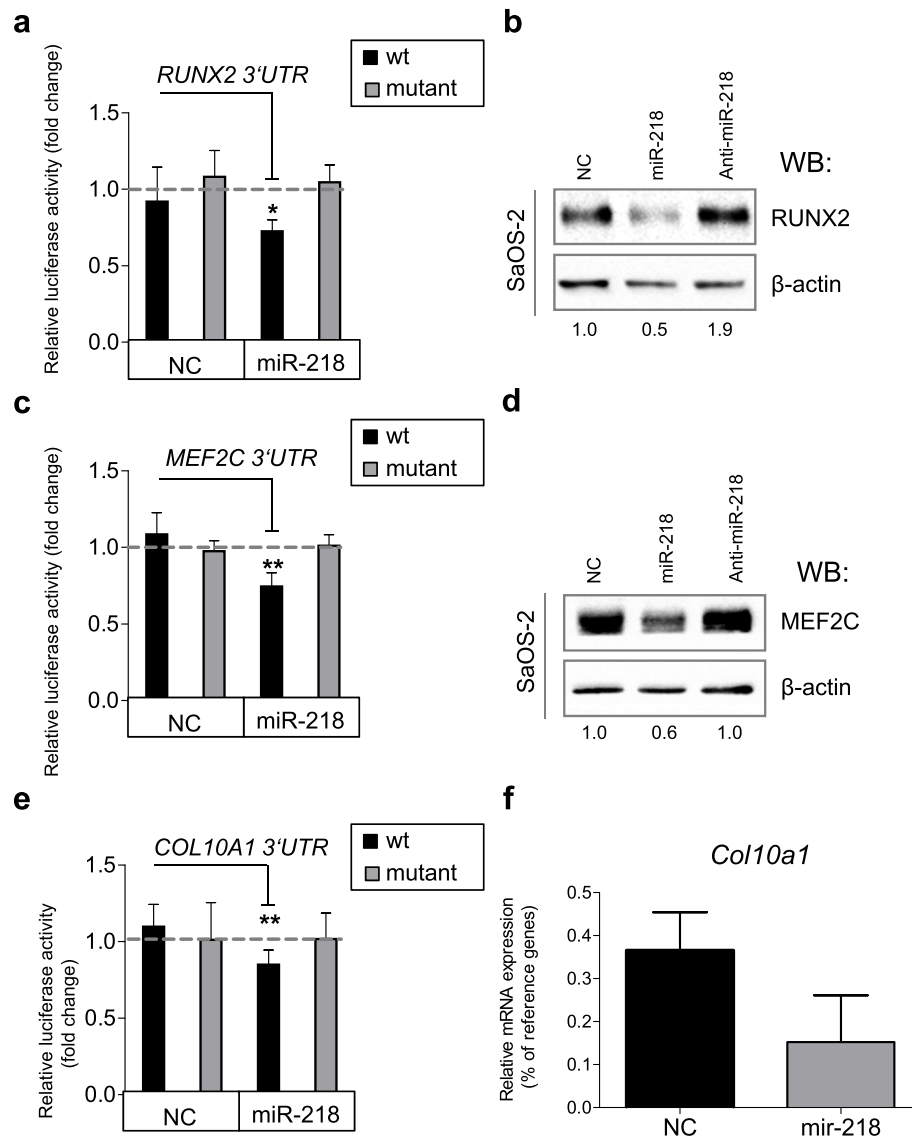 a
Relative luciferase activity (fold change)
RUNX2 3‘UTR
wt
mutant
1.5
1.0
0.5
0.0
*
NC
miR-218
b
NC
miR-218
Anti-miR-218
WB:
SaOS-2
RUNX2
β-actin
1.0 0.5 1.9
c
Relative luciferase activity (fold change)
MEF2C 3‘UTR
wt
mutant
1.5
1.0
0.5
0.0
**
NC
miR-218
d
NC
miR-218
Anti-miR-218
WB:
SaOS-2
MEF2C
β-actin
1.0 0.6 1.0
e
Relative luciferase activity
(fold change)
COL10A1 3‘UTR
wt
mutant
1.5
1.0
0.5
0.0
**
NC
miR-218
f
Col10a1
Relative mRNA expression
(% of reference genes)
0.5
0.4
0.3
0.2
0.1
0.0
NC
mir-218